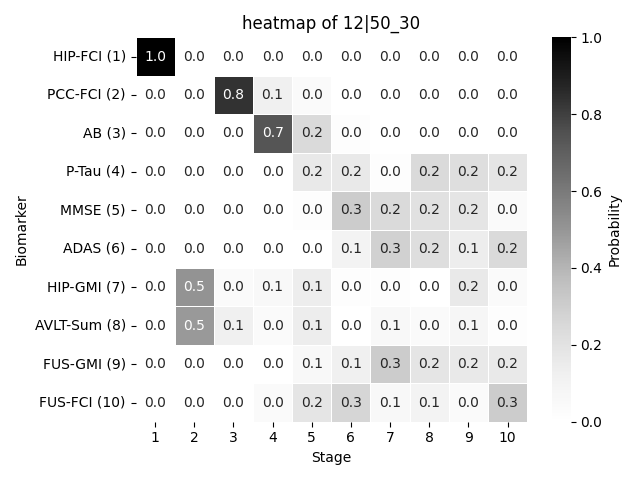 heatmap of 12|50_30
HIP-FCI (1) 1.0 0.0 0.0 0.0 0.0 0.0 0.0 0.0 0.0 0.0
PCC-FCI (2) 0.0 0.0 0.8 0.1 0.0 0.0 0.0 0.0 0.0 0.0
AB (3) 0.0 0.0 0.0 0.7 0.2 0.0 0.0 0.0 0.0 0.0
P-Tau (4) 0.0 0.0 0.0 0.0 0.2 0.2 0.0 0.2 0.2 0.2
MMSE (5) 0.0 0.0 0.0 0.0 0.0 0.3 0.2 0.2 0.2 0.0
ADAS (6) 0.0 0.0 0.0 0.0 0.0 0.1 0.3 0.2 0.1 0.2
HIP-GMI (7) 0.0 0.5 0.0 0.1 0.1 0.0 0.0 0.0 0.2 0.0
AVLT-Sum (8) 0.0 0.5 0.1 0.0 0.1 0.0 0.1 0.0 0.1 0.0
FUS-GMI (9) 0.0 0.0 0.0 0.0 0.1 0.1 0.3 0.2 0.2 0.2
FUS-FCI (10) 0.0 0.0 0.0 0.0 0.2 0.3 0.1 0.1 0.0 0.3
1 2 3 4 5 6 7 8 9 10
Stage
Biomarker
1.0
0.8
0.6
0.4
0.2
0.0
Probability